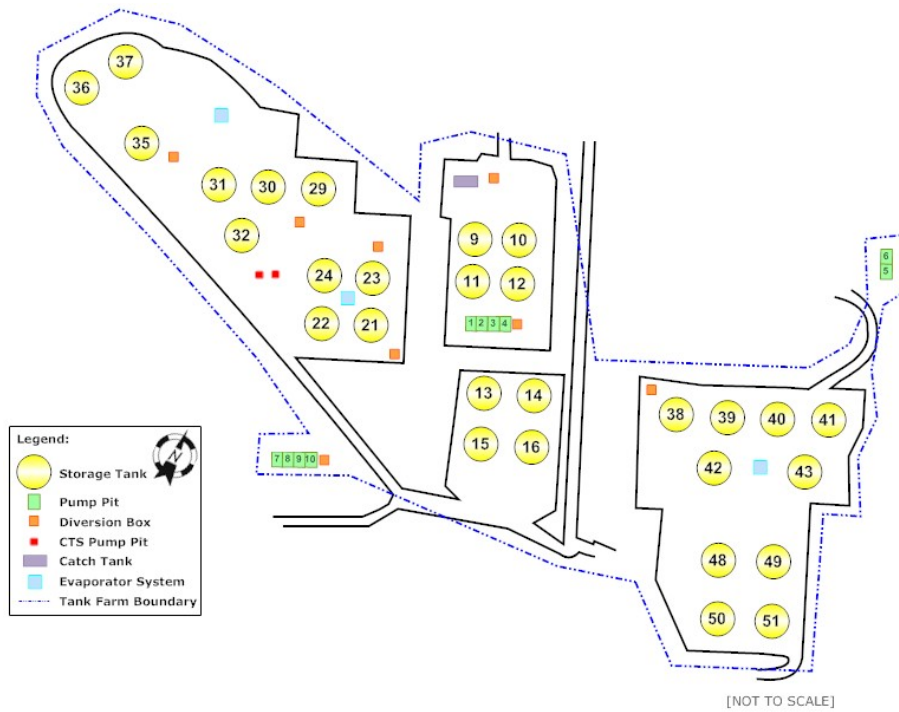 37
36
35
31 30 29
32
24 23
22 21
9 10
11 12
1 2 3 4
6
5
13 14
15 16
7 8 9 10
38 39 40 41
42 43
48 49
50 51
Legend:
N
Storage Tank
Pump Pit
Diversion Box
CTS Pump Pit
Catch Tank
Evaporator System
Tank Farm Boundary
[NOT TO SCALE]